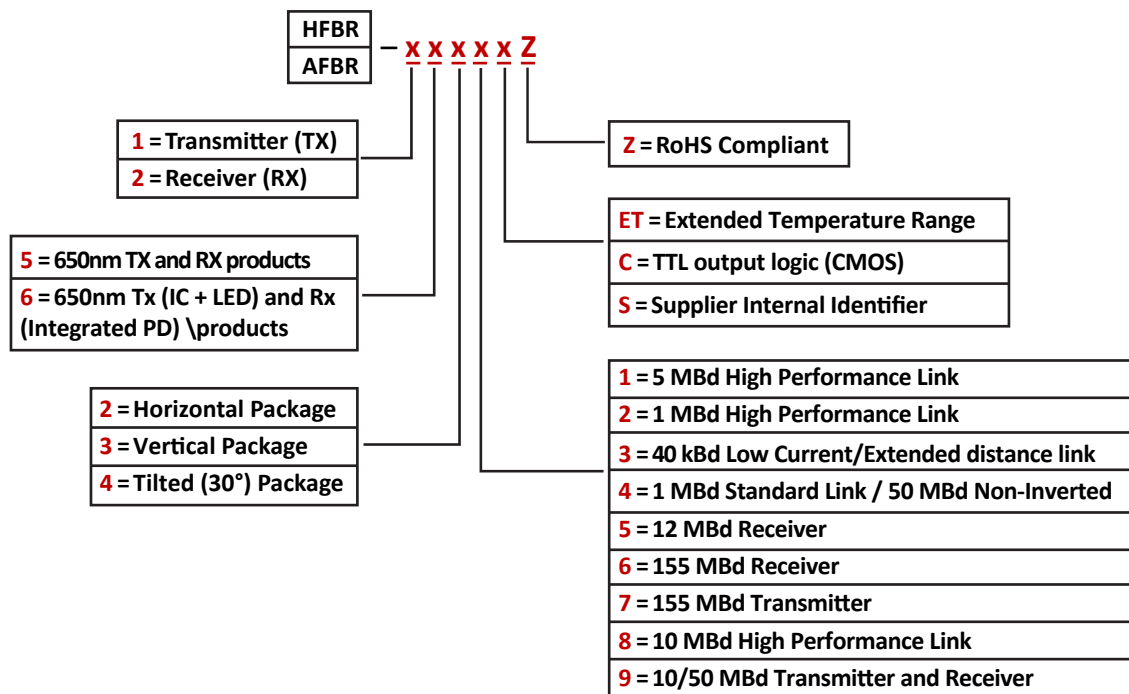 HFBR
AFBR
– x x x x x Z
1 = Transmitter (TX)
2 = Receiver (RX)
5 = 650nm TX and RX products
6 = 650nm Tx (IC + LED) and Rx
(Integrated PD) \products
2 = Horizontal Package
3 = Vertical Package
4 = Tilted (30°) Package
Z = RoHS Compliant
ET = Extended Temperature Range
C = TTL output logic (CMOS)
S = Supplier Internal Identifier
1 = 5 MBd High Performance Link
2 = 1 MBd High Performance Link
3 = 40 kBd Low Current/Extended distance link
4 = 1 MBd Standard Link / 50 MBd Non-Inverted
5 = 12 MBd Receiver
6 = 155 MBd Receiver
7 = 155 MBd Transmitter
8 = 10 MBd High Performance Link
9 = 10/50 MBd Transmitter and Receiver